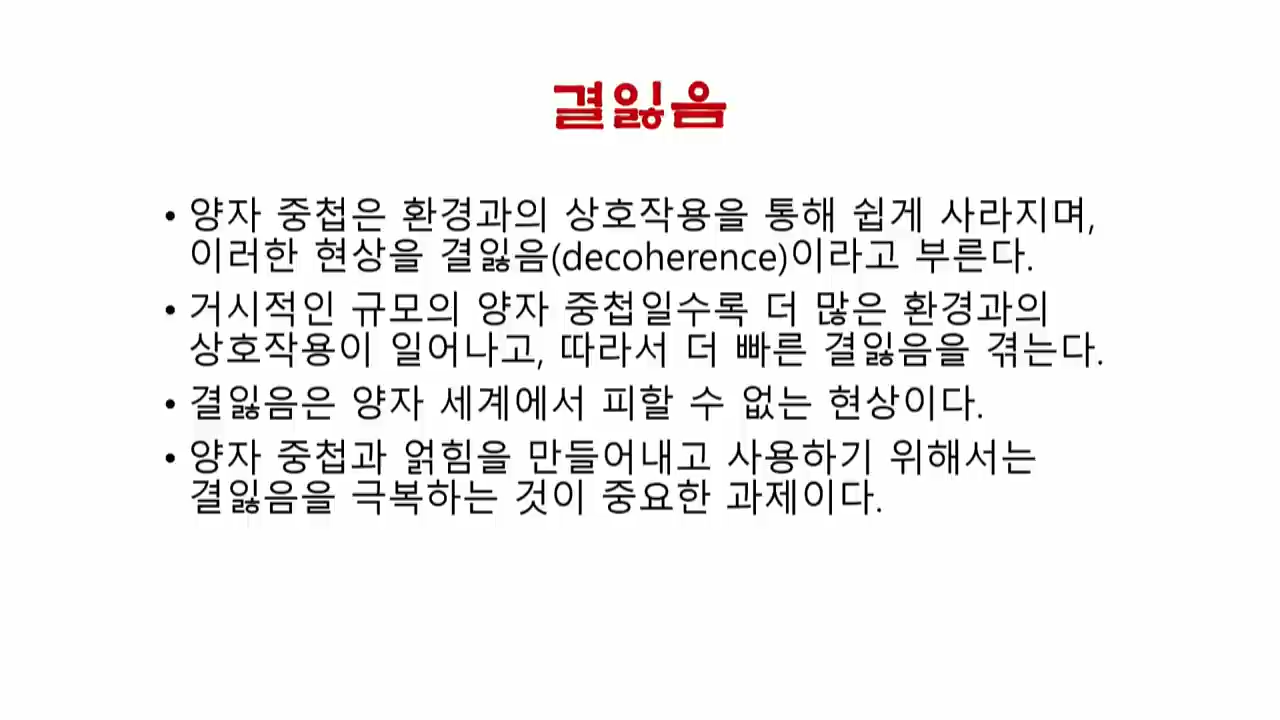 결잃음
• 양자 중첩은 환경과의 상호작용을 통해 쉽게 사라지며,
이러한 현상을 결잃음(decoherence)이라고 부른다.
• 거시적인 규모의 양자 중첩일수록 더 많은 환경과의
상호작용이 일어나고, 따라서 더 빠른 결잃음을 겪는다.
• 결잃음은 양자 세계에서 피할 수 없는 현상이다.
• 양자 중첩과 얽힘을 만들어내고 사용하기 위해서는
결잃음을 극복하는 것이 중요한 과제이다.